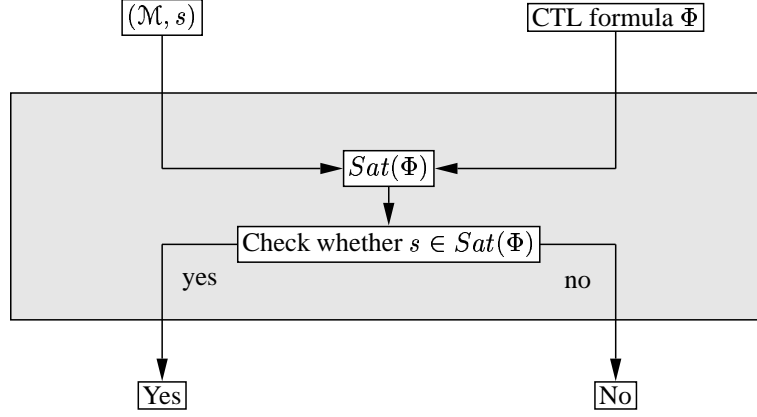 (ℳ, s)
CTL formula Φ
Sat(Φ)
Check whether s ∈ Sat(Φ)
yes
no
Yes
No